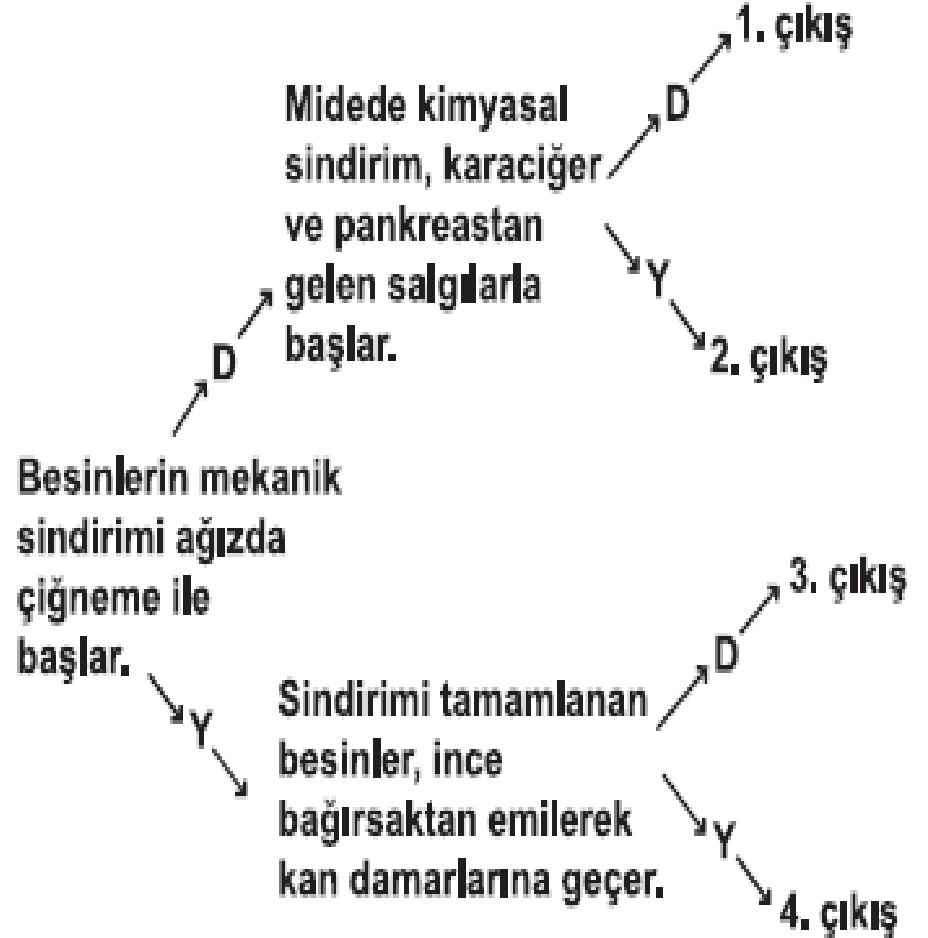 1. çıkış
D
Midede kimyasal
sindirim, karaciğer
ve pankreastan
gelen salgılarla
başlar.
Y
2. çıkış
D
Besinlerin mekanik
sindirimi ağızda
çiğneme ile
başlar.
Y
3. çıkış
D
Sindirimi tamamlanan
besinler, ince
bağırsaktan emilerek
kan damarlarına geçer.
Y
4. çıkış